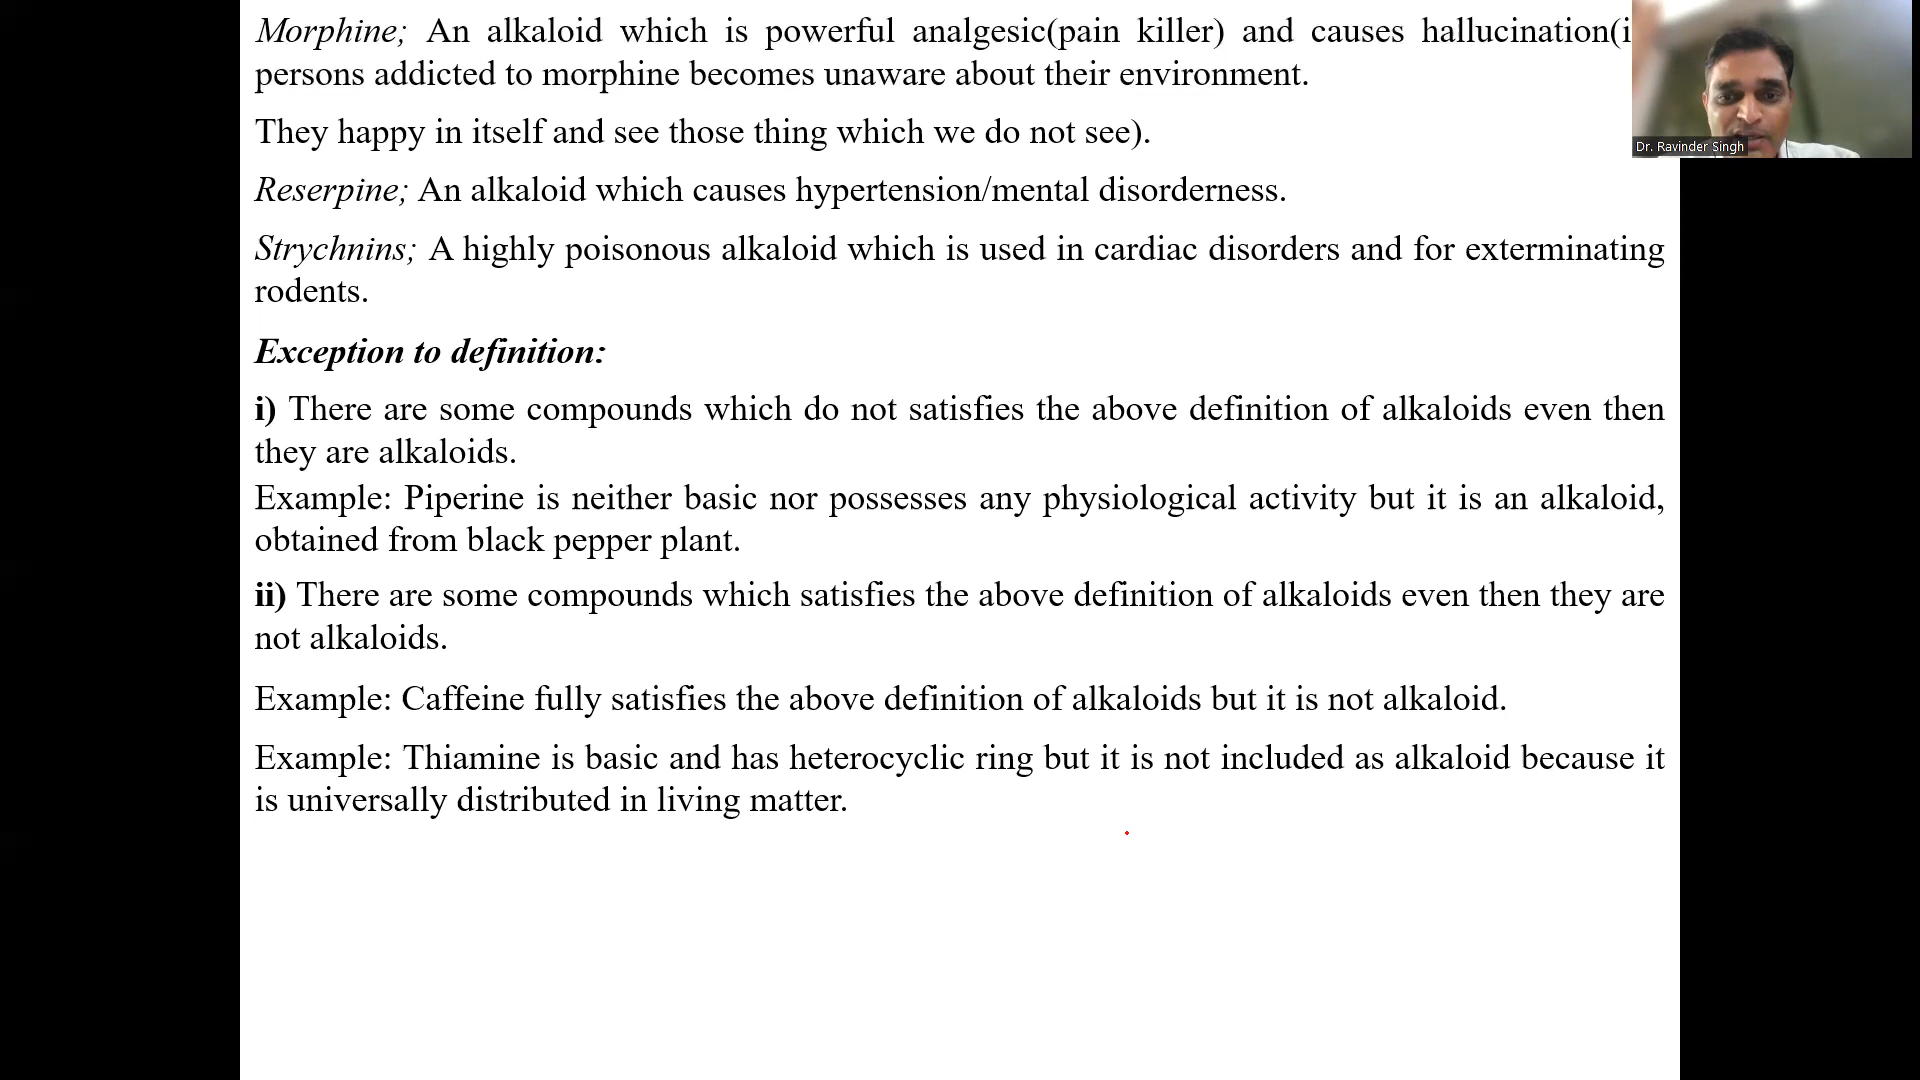 Morphine; An alkaloid which is powerful analgesic(pain killer) and causes hallucination(i
persons addicted to morphine becomes unaware about their environment.
They happy in itself and see those thing which we do not see).
Dr. Ravinder Singh
Reserpine; An alkaloid which causes hypertension/mental disorderness.
Strychnins; A highly poisonous alkaloid which is used in cardiac disorders and for exterminating
rodents.
Exception to definition:
i) There are some compounds which do not satisfies the above definition of alkaloids even then
they are alkaloids.
Example: Piperine is neither basic nor possesses any physiological activity but it is an alkaloid,
obtained from black pepper plant.
ii) There are some compounds which satisfies the above definition of alkaloids even then they are
not alkaloids.
Example: Caffeine fully satisfies the above definition of alkaloids but it is not alkaloid.
Example: Thiamine is basic and has heterocyclic ring but it is not included as alkaloid because it
is universally distributed in living matter.